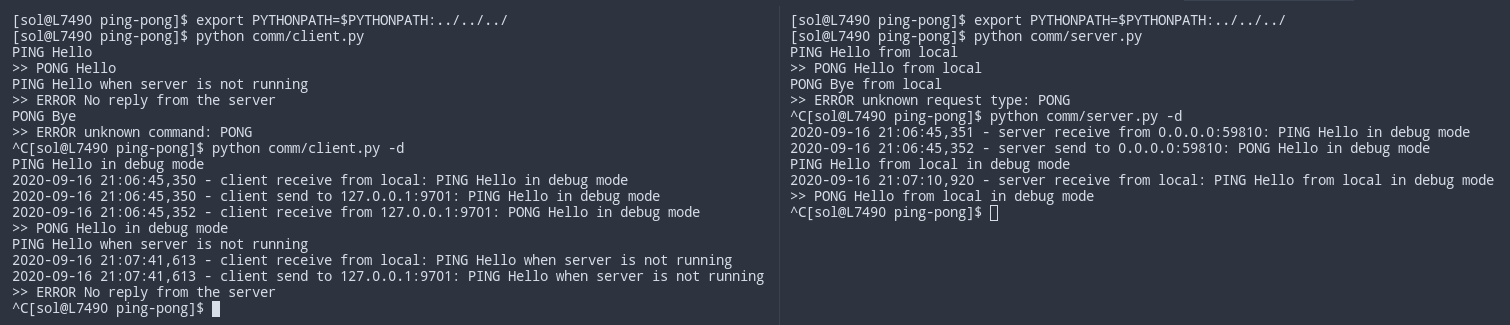 [sol@L7490 ping-pong]$ export PYTHONPATH=$PYTHONPATH:../../../
[sol@L7490 ping-pong]$ python comm/client.py
PING Hello
>> PONG Hello
PING Hello when server is not running
>> ERROR No reply from the server
PONG Bye
>> ERROR unknown command: PONG
^C[sol@L7490 ping-pong]$ python comm/client.py -d
PING Hello in debug mode
2020-09-16 21:06:45,350 - client receive from local: PING Hello in debug mode
2020-09-16 21:06:45,350 - client send to 127.0.0.1:9701: PING Hello in debug mode
2020-09-16 21:06:45,352 - client receive from 127.0.0.1:9701: PONG Hello in debug mode
>> PONG Hello in debug mode
PING Hello when server is not running
2020-09-16 21:07:41,613 - client receive from local: PING Hello when server is not running
2020-09-16 21:07:41,613 - client send to 127.0.0.1:9701: PING Hello when server is not running
>> ERROR No reply from the server
^C[sol@L7490 ping-pong]$
[sol@L7490 ping-pong]$ export PYTHONPATH=$PYTHONPATH:../../../
[sol@L7490 ping-pong]$ python comm/server.py
PING Hello from local
>> PONG Hello from local
PONG Bye from local
>> ERROR unknown request type: PONG
^C[sol@L7490 ping-pong]$ python comm/server.py -d
2020-09-16 21:06:45,351 - server receive from 0.0.0.0:59810: PING Hello in debug mode
2020-09-16 21:06:45,352 - server send to 0.0.0.0:59810: PONG Hello in debug mode
PING Hello from local in debug mode
2020-09-16 21:07:10,920 - server receive from local: PING Hello from local in debug mode
>> PONG Hello from local in debug mode
^C[sol@L7490 ping-pong]$